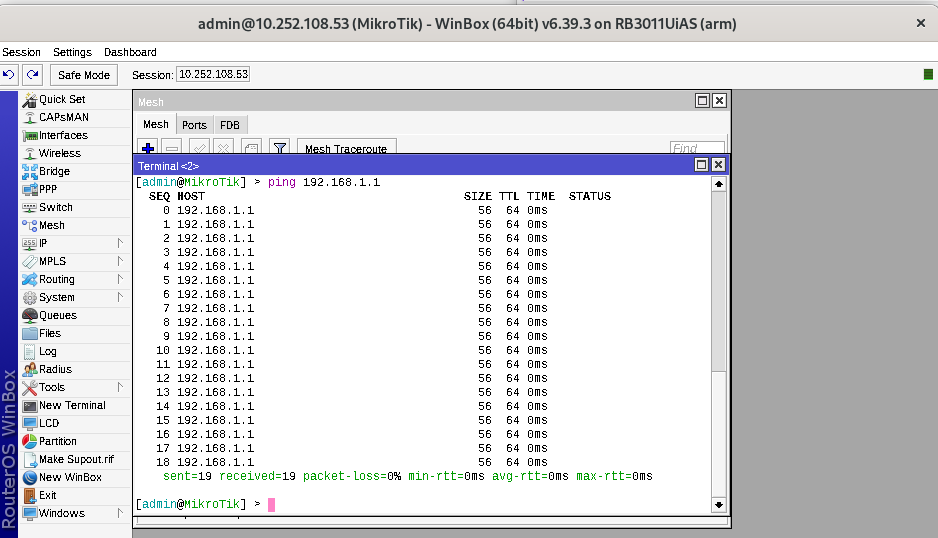 admin@10.252.108.53 (MikroTik) - WinBox (64bit) v6.39.3 on RB3011UiAS (arm)
Session Settings Dashboard
Safe Mode Session: 10.252.108.53
Quick Set
CAPsMAN
Interfaces
Wireless
Bridge
PPP
Switch
Mesh
IP
MPLS
Routing
System
Queues
Files
Log
Radius
Tools
New Terminal
LCD
Partition
Make Supout.rif
New WinBox
Exit
Windows
RouterOS WinBox
Mesh
Mesh Ports FDB
Mesh Traceroute Find
Terminal <2>
[admin@MikroTik] > ping 192.168.1.1
SEQ HOST SIZE TTL TIME STATUS
0 192.168.1.1 56 64 0ms
1 192.168.1.1 56 64 0ms
2 192.168.1.1 56 64 0ms
3 192.168.1.1 56 64 0ms
4 192.168.1.1 56 64 0ms
5 192.168.1.1 56 64 0ms
6 192.168.1.1 56 64 0ms
7 192.168.1.1 56 64 0ms
8 192.168.1.1 56 64 0ms
9 192.168.1.1 56 64 0ms
10 192.168.1.1 56 64 0ms
11 192.168.1.1 56 64 0ms
12 192.168.1.1 56 64 0ms
13 192.168.1.1 56 64 0ms
14 192.168.1.1 56 64 0ms
15 192.168.1.1 56 64 0ms
16 192.168.1.1 56 64 0ms
17 192.168.1.1 56 64 0ms
18 192.168.1.1 56 64 0ms
sent=19 received=19 packet-loss=0% min-rtt=0ms avg-rtt=0ms max-rtt=0ms
[admin@MikroTik] >